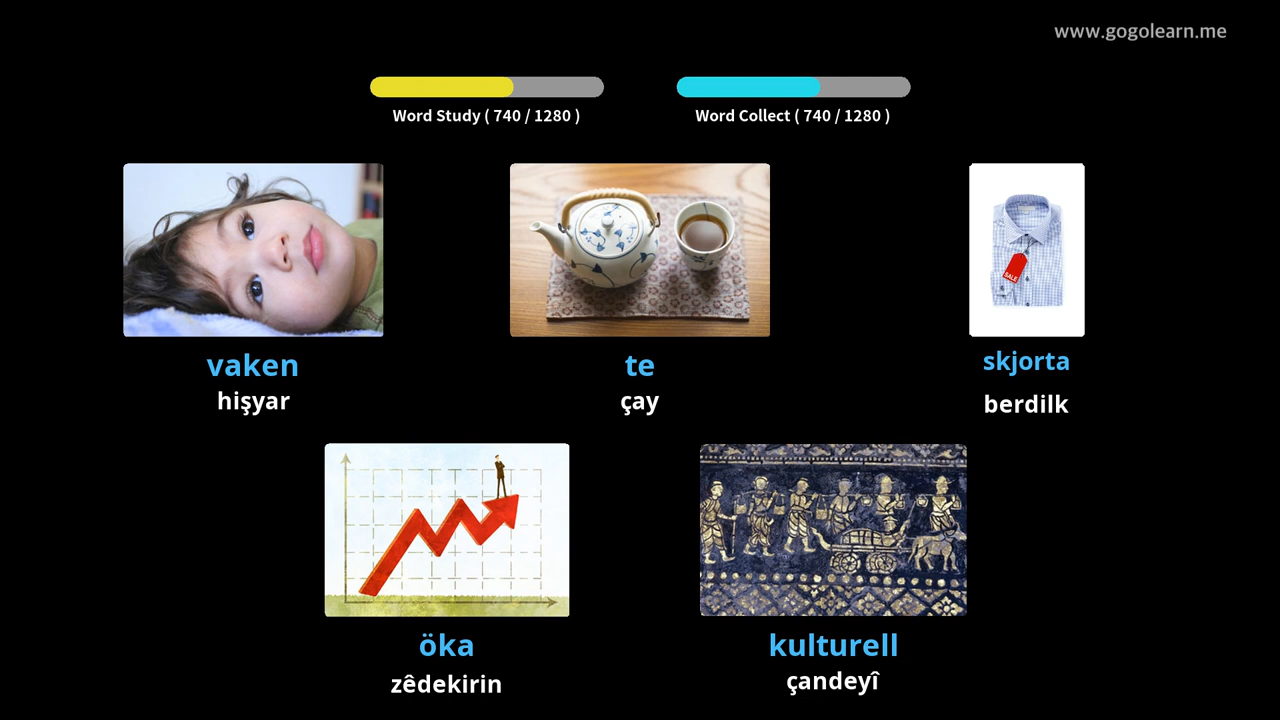 www.gogolearn.me
Word Study ( 740 / 1280 )
Word Collect ( 740 / 1280 )
SALE
vaken
hişyar
te
çay
skjorta
berdilk
öka
zêdekirin
kulturell
çandeyî